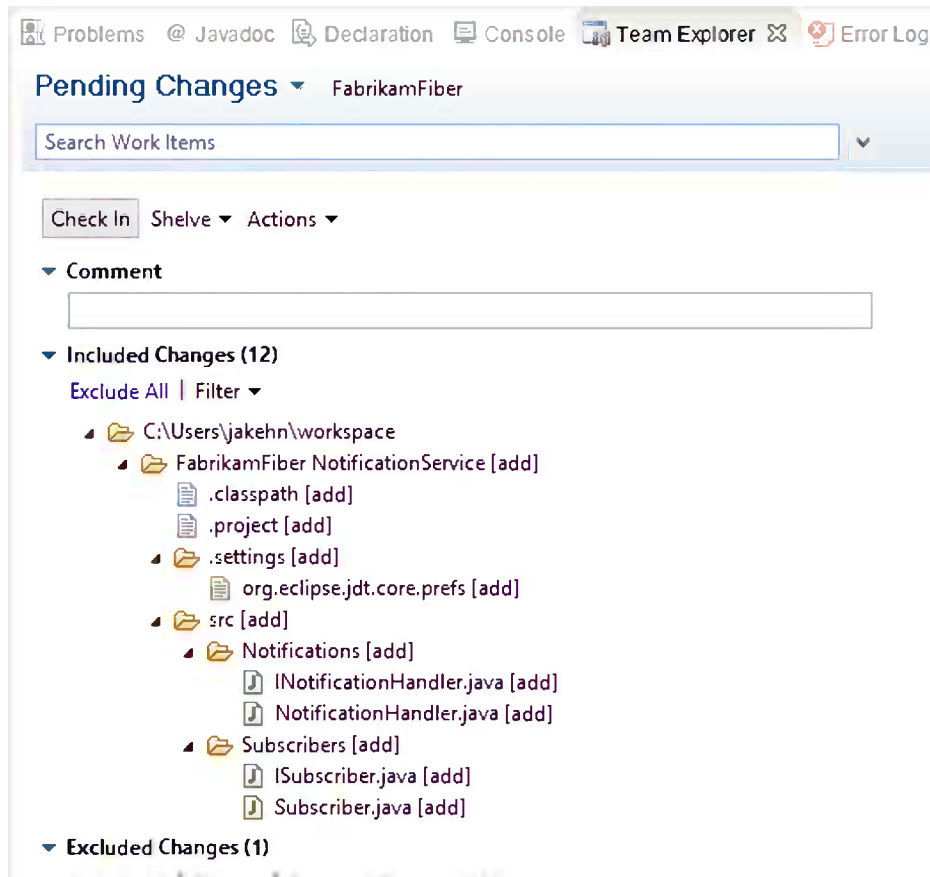 Problems @ Javadoc Declaration Console Team Explorer Error Log
Pending Changes FabrikamFiber
Search Work Items
Check In Shelve Actions
Comment
Included Changes (12)
Exclude All | Filter
C:\Users\jakehn\workspace
FabrikamFiber NotificationService [add]
.classpath [add]
.project [add]
.settings [add]
org.eclipse.jdt.core.prefs [add]
src [add]
Notifications [add]
INotificationHandler.java [add]
NotificationHandler.java [add]
Subscribers [add]
ISubscriber.java [add]
Subscriber.java [add]
Excluded Changes (1)